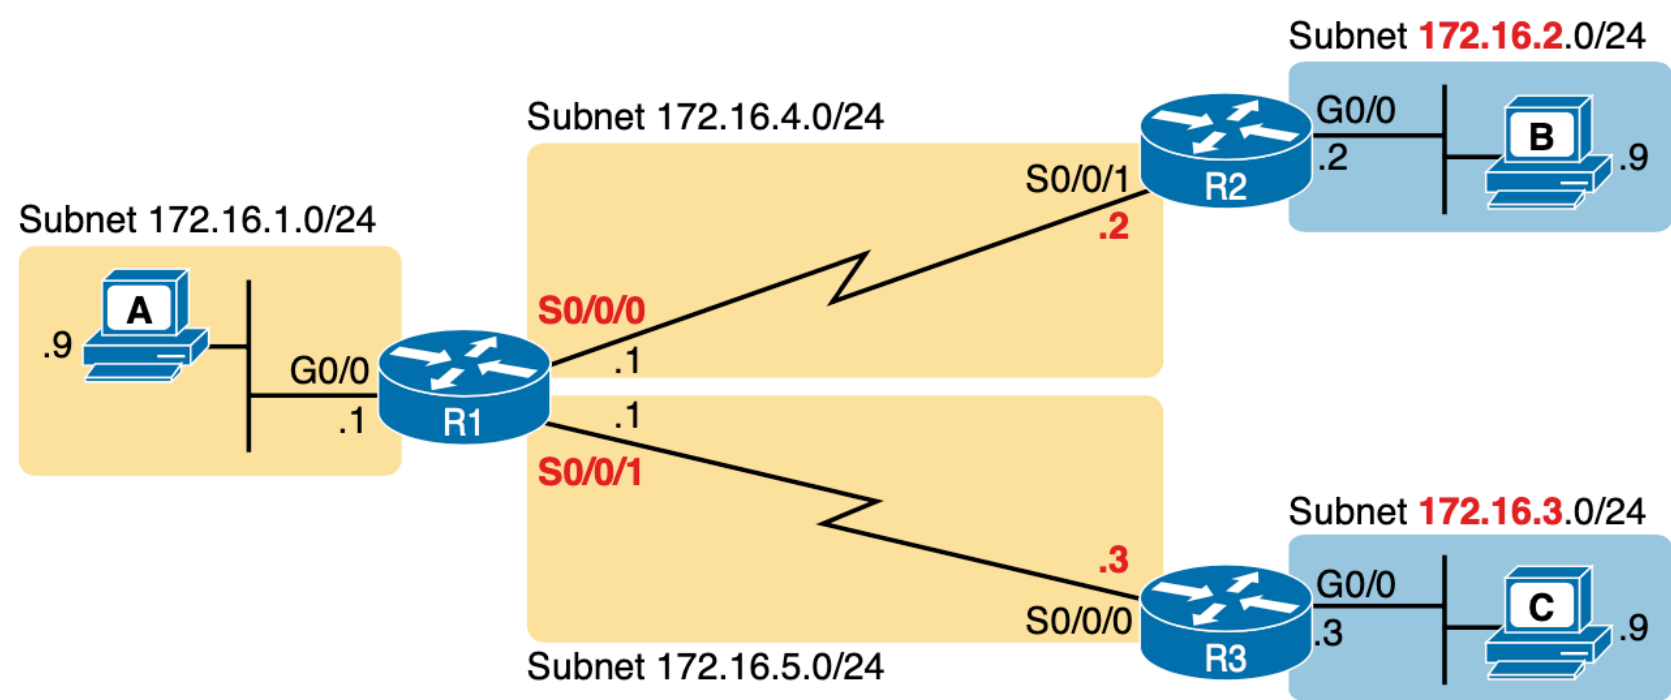 Subnet 172.16.2.0/24
Subnet 172.16.4.0/24
G0/0
B
.2
.9
S0/0/1
R2
.2
Subnet 172.16.1.0/24
A
.9
S0/0/0
.1
G0/0
.1
R1
.1
S0/0/1
Subnet 172.16.3.0/24
.3
G0/0
C
S0/0/0
.3
.9
R3
Subnet 172.16.5.0/24